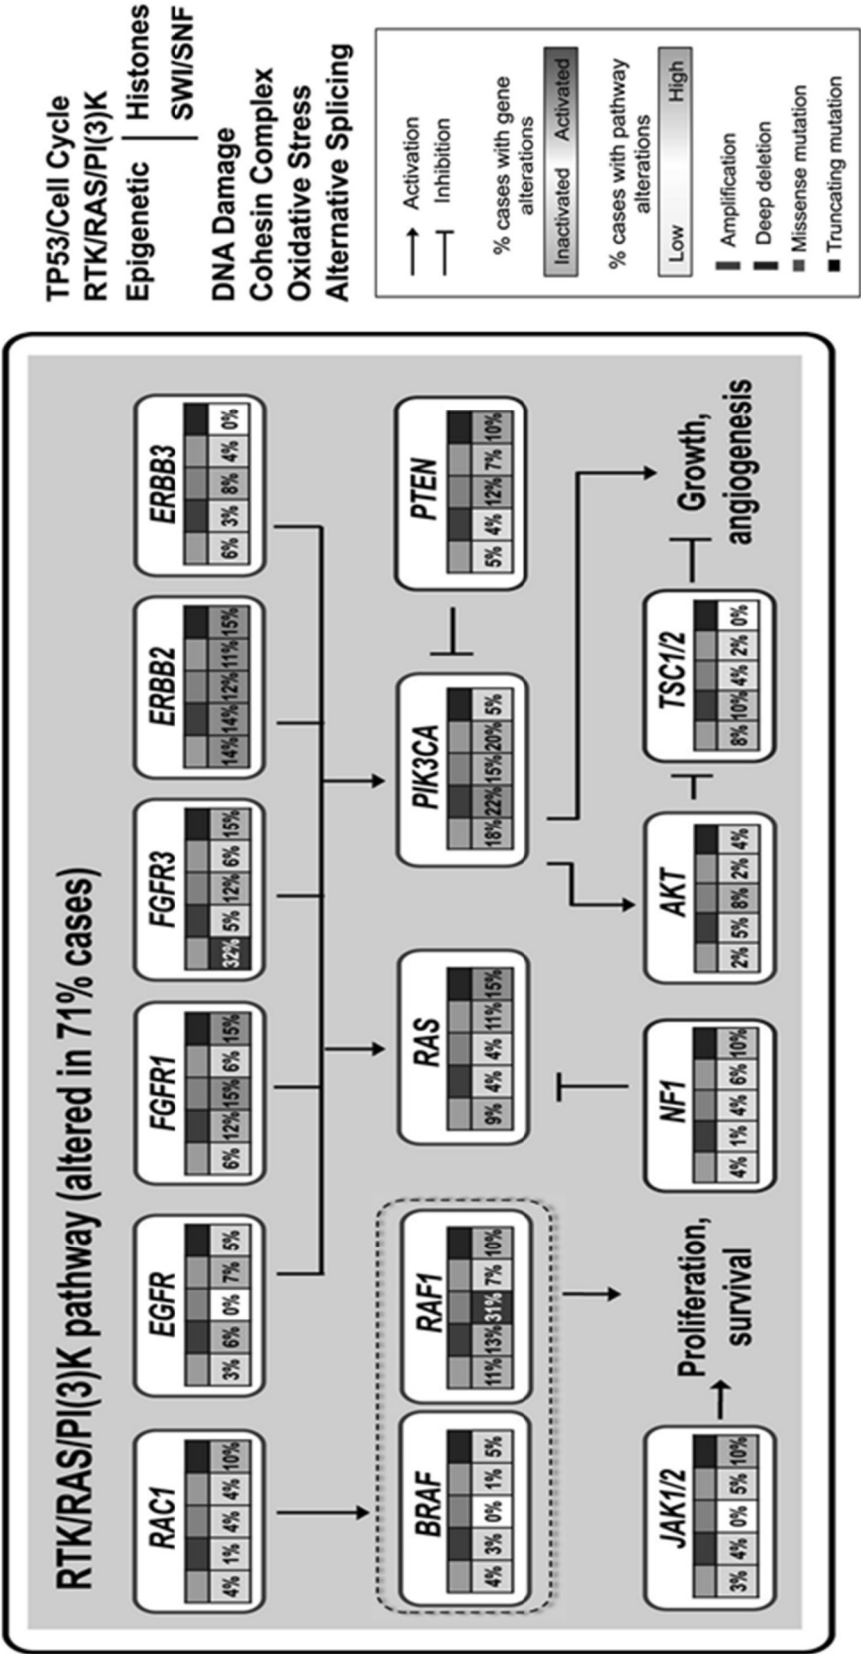 RTK/RAS/PI(3)K pathway (altered in 71% cases)
RAC1
4% 1% 4% 4% 10%
EGFR
3% 6% 0% 7% 5%
FGFR1
6% 12% 15% 6% 15%
FGFR3
32% 5% 12% 6% 15%
ERBB2
14% 14% 12% 11% 15%
ERBB3
6% 3% 8% 4% 0%
BRAF
4% 3% 0% 1% 5%
RAF1
11% 13% 31% 7% 10%
RAS
9% 4% 4% 11% 15%
PIK3CA
18% 22% 15% 20% 5%
PTEN
5% 4% 12% 7% 10%
JAK1/2
3% 4% 0% 5% 10%
Proliferation,
survival
NF1
4% 1% 4% 6% 10%
AKT
2% 5% 8% 2% 4%
TSC1/2
8% 10% 4% 2% 0%
Growth,
angiogenesis
TP53/Cell Cycle
RTK/RAS/PI(3)K
Epigenetic
Histones
SWI/SNF
DNA Damage
Cohesin Complex
Oxidative Stress
Alternative Splicing
Activation
Inhibition
% cases with gene
alterations
Inactivated Activated
% cases with pathway
alterations
Low High
Amplification
Deep deletion
Missense mutation
Truncating mutation